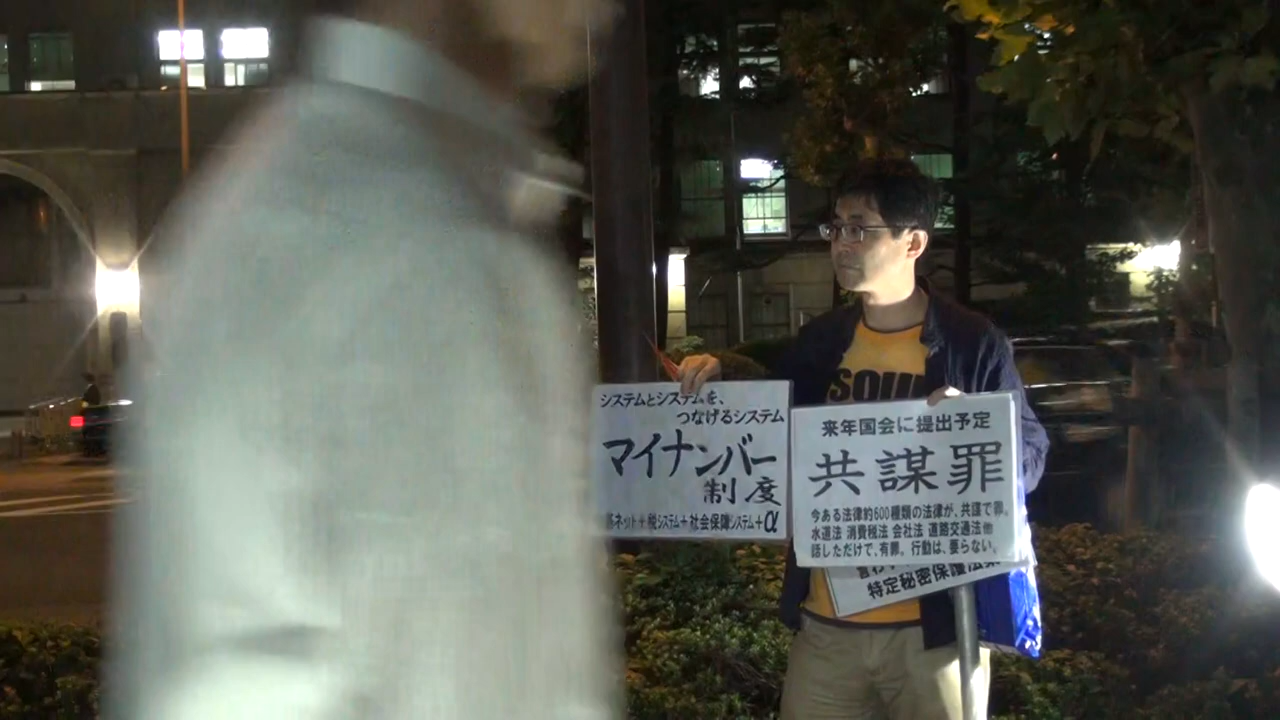 システムとシステムを、
つなげるシステム
マイナンバー
制度
ネット+税システム+社会保障システム+α
来年国会に提出予定
共謀罪
今ある法律約600種類の法律が、共謀で罪。
水道法 消費税法 会社法 道路交通法他
話しただけで、有罪。行動は、要らない。
特定秘密保護法案
SOU